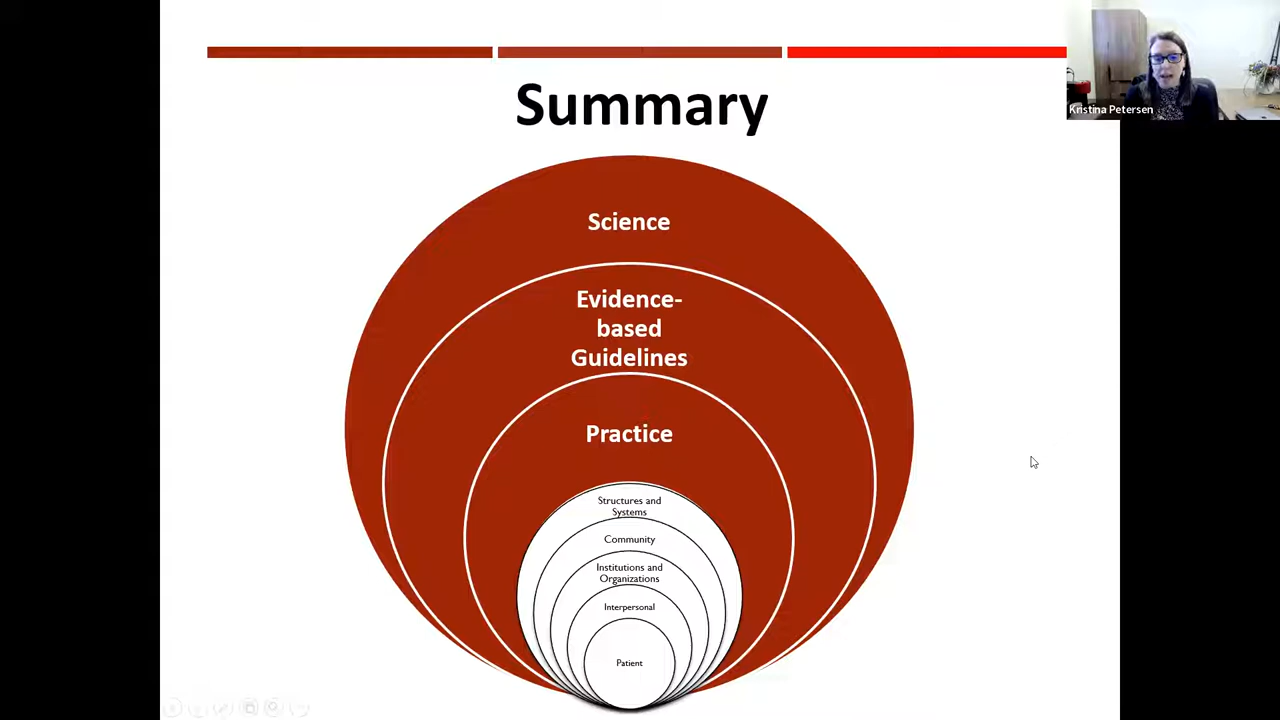 Summary
Kristina Petersen
Science
Evidence-
based
Guidelines
Practice
Structures and
Systems
Community
Institutions and
Organizations
Interpersonal
Patient